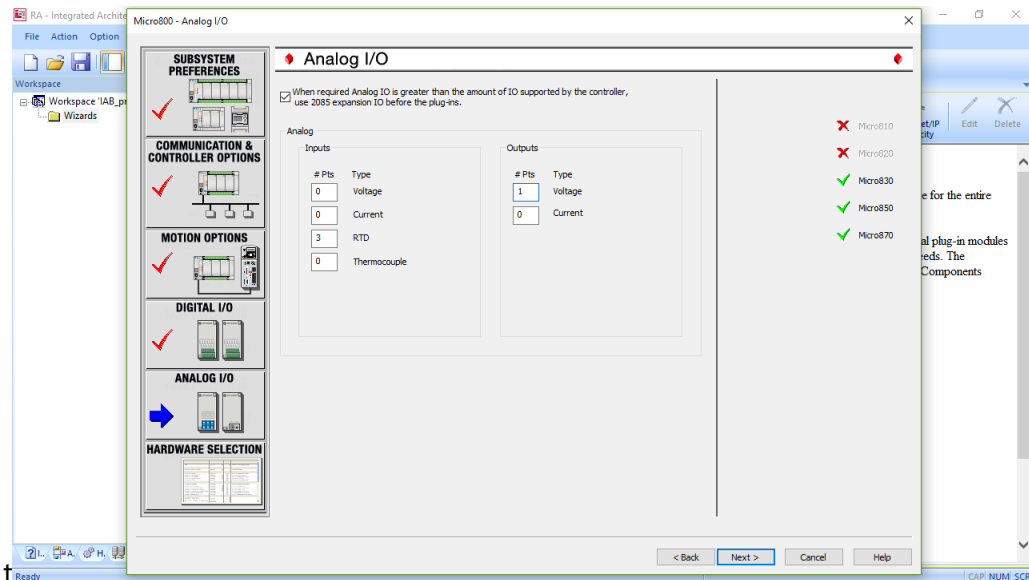 RA - Integrated Archite
File Action Option
Workspace
Workspace 'IAB_pr
Wizards
Micro800 - Analog I/O
SUBSYSTEM
PREFERENCES
COMMUNICATION &
CONTROLLER OPTIONS
MOTION OPTIONS
DIGITAL I/O
ANALOG I/O
HARDWARE SELECTION
Analog I/O
When required Analog IO is greater than the amount of IO supported by the controller,
use 2085 expansion IO before the plug-ins.
Analog
Inputs
# Pts Type
0 Voltage
0 Current
3 RTD
0 Thermocouple
Outputs
# Pts Type
1 Voltage
0 Current
Micro810
Micro820
Micro830
Micro850
Micro870
< Back Next > Cancel Help
et/IP
city
Edit Delete
e for the entire
al plug-in modules
eeds. The
Components
I.. A. H.
t
Ready
CAP NUM SCR